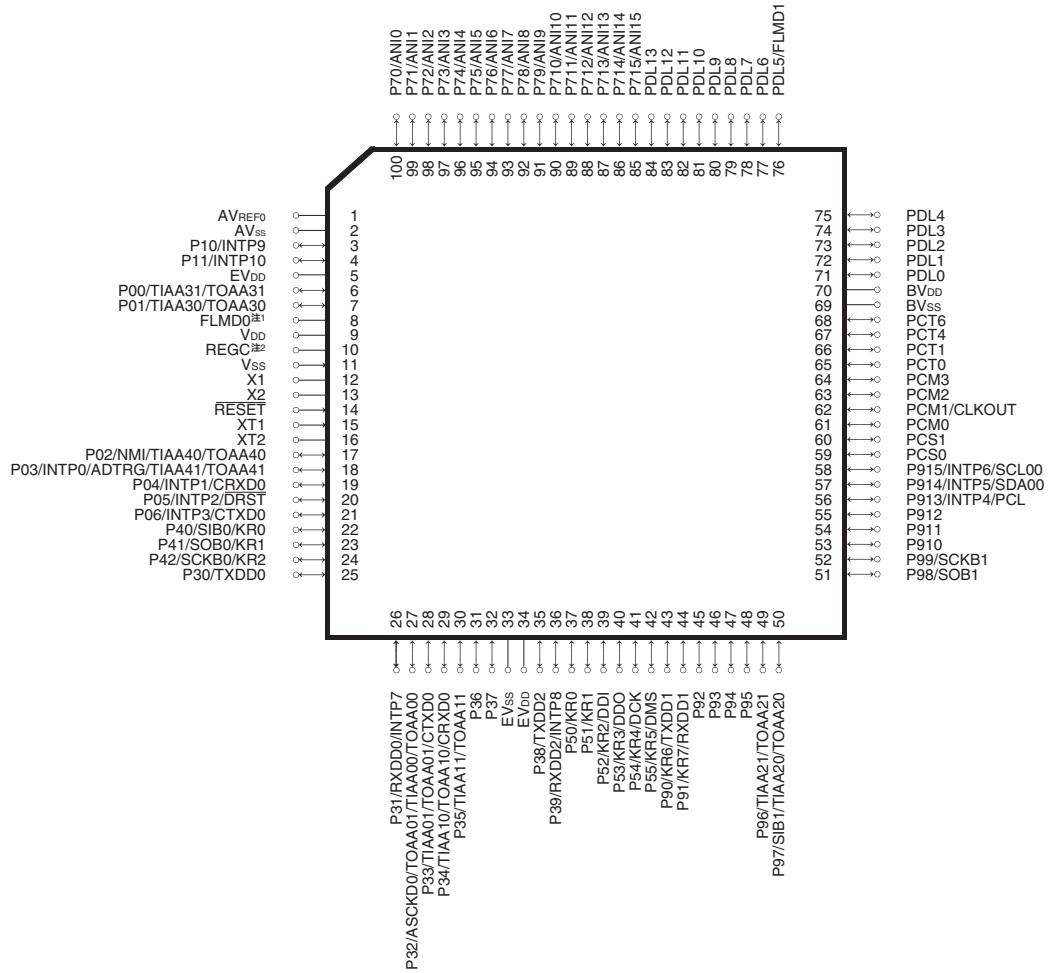 P70/ANI0
P71/ANI1
P72/ANI2
P73/ANI3
P74/ANI4
P75/ANI5
P76/ANI6
P77/ANI7
P78/ANI8
P79/ANI9
P710/ANI10
P711/ANI11
P712/ANI12
P713/ANI13
P714/ANI14
P715/ANI15
PDL13
PDL12
PDL11
PDL10
PDL9
PDL8
PDL7
PDL6
PDL5/FLMD1
100
99
98
97
96
95
94
93
92
91
90
89
88
87
86
85
84
83
82
81
80
79
78
77
76
AVREF0 1
AVSS 2
P10/INTP9 3
P11/INTP10 4
EVDD 5
P00/TIAA31/TOAA31 6
P01/TIAA30/TOAA30 7
FLMD0注1 8
VDD 9
REGC注2 10
VSS 11
X1 12
X2 13
RESET 14
XT1 15
XT2 16
P02/NMI/TIAA40/TOAA40 17
P03/INTP0/ADTRG/TIAA41/TOAA41 18
P04/INTP1/CRXD0 19
P05/INTP2/DRST 20
P06/INTP3/CTXD0 21
P40/SIB0/KR0 22
P41/SOB0/KR1 23
P42/SCKB0/KR2 24
P30/TXDD0 25
75 PDL4
74 PDL3
73 PDL2
72 PDL1
71 PDL0
70 BVDD
69 BVSS
68 PCT6
67 PCT4
66 PCT1
65 PCT0
64 PCM3
63 PCM2
62 PCM1/CLKOUT
61 PCM0
60 PCS1
59 PCS0
58 P915/INTP6/SCL00
57 P914/INTP5/SDA00
56 P913/INTP4/PCL
55 P912
54 P911
53 P910
52 P99/SCKB1
51 P98/SOB1
26
27
28
29
30
31
32
33
34
35
36
37
38
39
40
41
42
43
44
45
46
47
48
49
50
P31/RXDD0/INTP7
P32/ASCKD0/TOAA01/TIAA00/TOAA00
P33/TIAA01/TOAA01/CTXD0
P34/TIAA10/TOAA10/CRXD0
P35/TIAA11/TOAA11
P36
P37
EVSS
EVDD
P38/TXDD2
P39/RXDD2/INTP8
P50/KR0
P51/KR1
P52/KR2/DDI
P53/KR3/DDO
P54/KR4/DCK
P55/KR5/DMS
P90/KR6/TXDD1
P91/KR7/RXDD1
P92
P93
P94
P95
P96/TIAA21/TOAA21
P97/SIB1/TIAA20/TOAA20